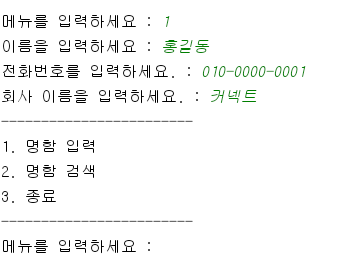 메뉴를 입력하세요 : 1
이름을 입력하세요 : 홍길동
전화번호를 입력하세요. : 010-0000-0001
회사 이름을 입력하세요. : 커넥트
------------------------
1. 명함 입력
2. 명함 검색
3. 종료
------------------------
메뉴를 입력하세요 :